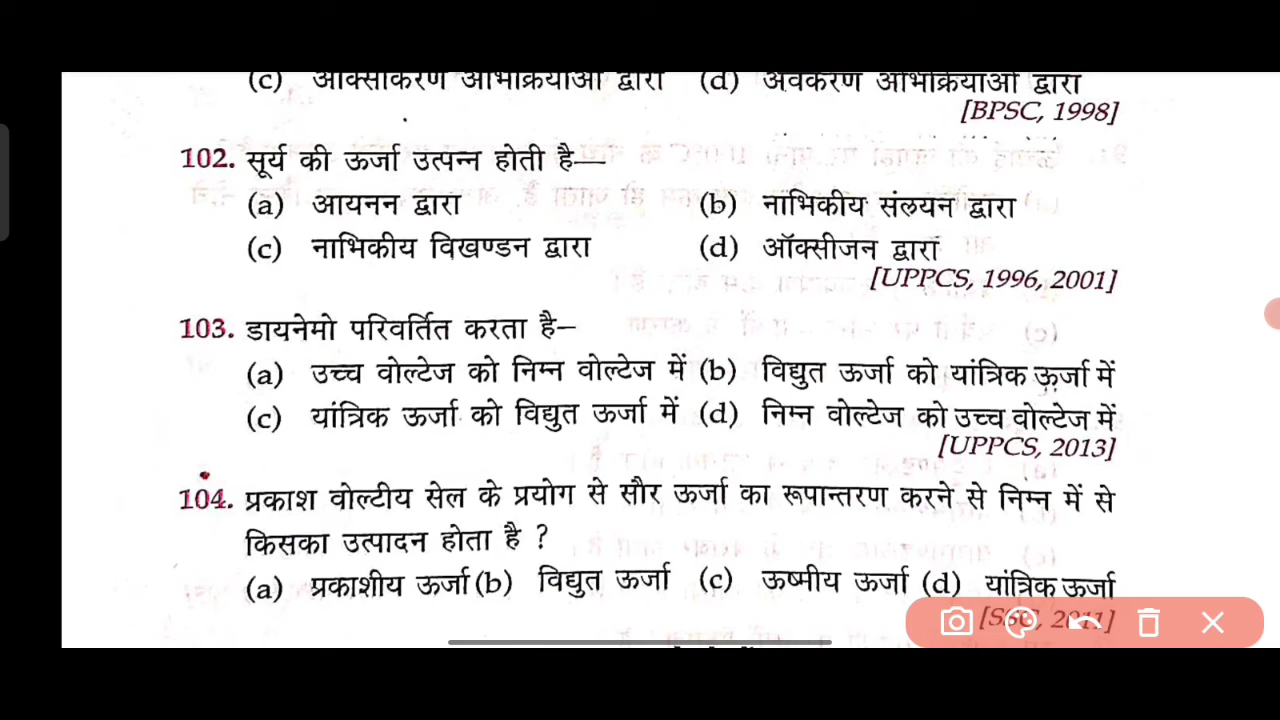 (c) ऑक्सीकरण अभिक्रियाओं द्वारा (d) अवकरण अभिक्रियाओं द्वारा
[BPSC, 1998]
102. सूर्य की ऊर्जा उत्पन्न होती है—
(a) आयनन द्वारा (b) नाभिकीय संलयन द्वारा
(c) नाभिकीय विखण्डन द्वारा (d) ऑक्सीजन द्वारा
[UPPCS, 1996, 2001]
103. डायनेमो परिवर्तित करता है–
(a) उच्च वोल्टेज को निम्न वोल्टेज में (b) विद्युत ऊर्जा को यांत्रिक ऊर्जा में
(c) यांत्रिक ऊर्जा को विद्युत ऊर्जा में (d) निम्न वोल्टेज को उच्च वोल्टेज में
[UPPCS, 2013]
104. प्रकाश वोल्टीय सेल के प्रयोग से सौर ऊर्जा का रूपान्तरण करने से निम्न में से
किसका उत्पादन होता है ?
(a) प्रकाशीय ऊर्जा (b) विद्युत ऊर्जा (c) ऊष्मीय ऊर्जा (d) यांत्रिक ऊर्जा
[SSC, 2011]